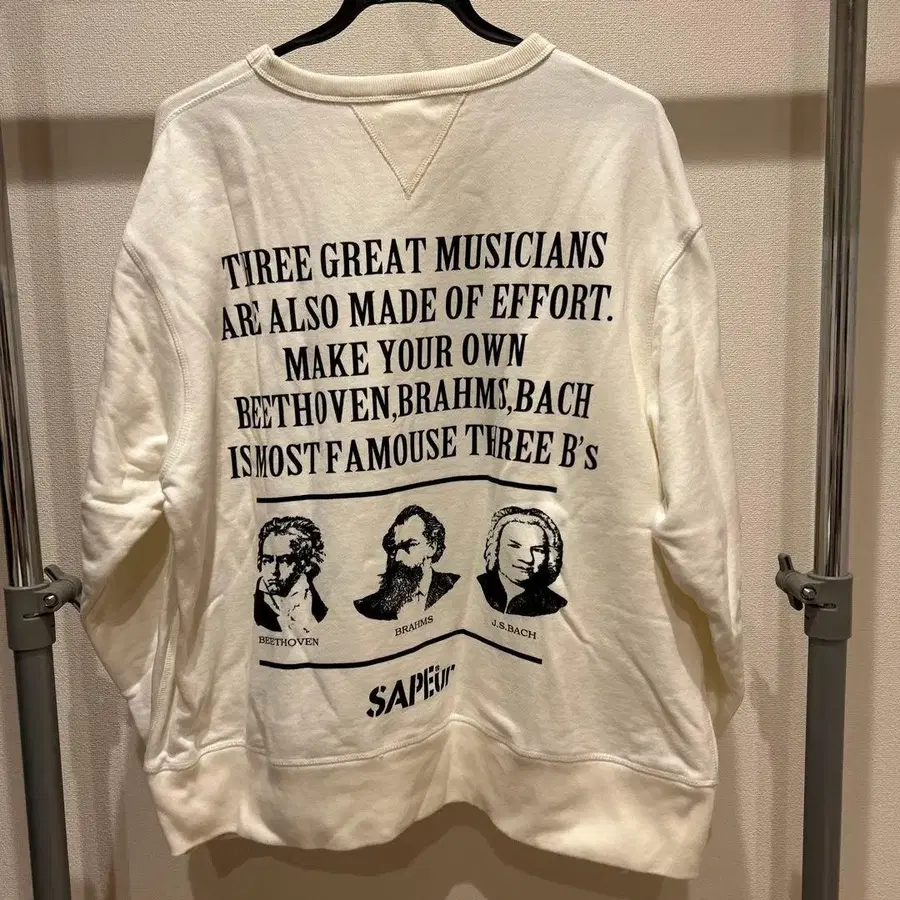 THREE GREAT MUSICIANS
ARE ALSO MADE OF EFFORT.
MAKE YOUR OWN
BEETHOVEN,BRAHMS,BACH
IS MOST FAMOUSE THREE B's
BEETHOVEN
BRAHMS
J.S.BACH
SAPEur®